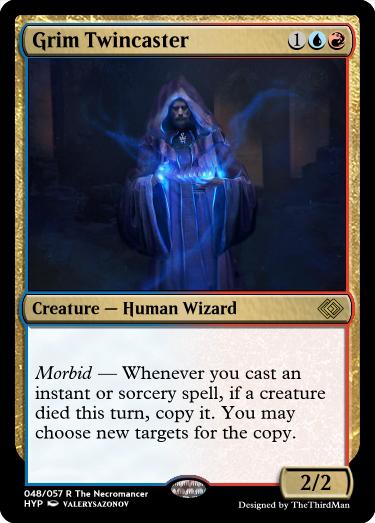 Grim Twincaster 1
Creature — Human Wizard
Morbid — Whenever you cast an
instant or sorcery spell, if a creature
died this turn, copy it. You may
choose new targets for the copy.
2/2
048/057 R The Necromancer
HYP VALERYSAZONOV
Designed by TheThirdMan